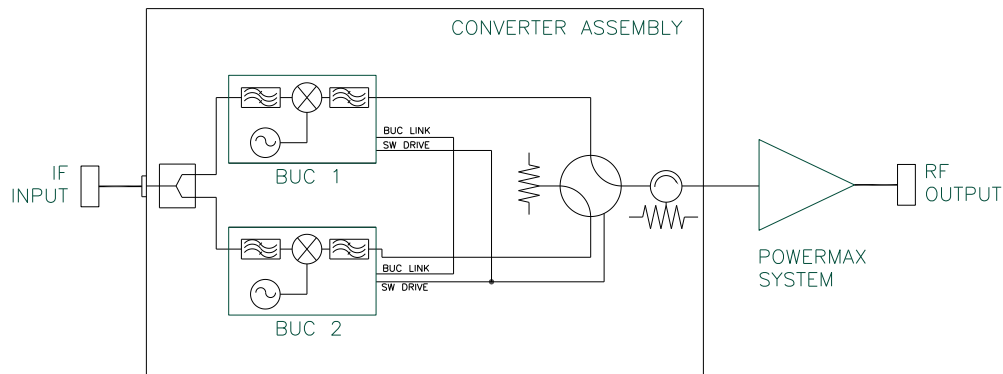 CONVERTER ASSEMBLY
BUC LINK
SW DRIVE
BUC 1
IF
INPUT
RF
OUTPUT
BUC LINK
SW DRIVE
BUC 2
POWERMAX
SYSTEM